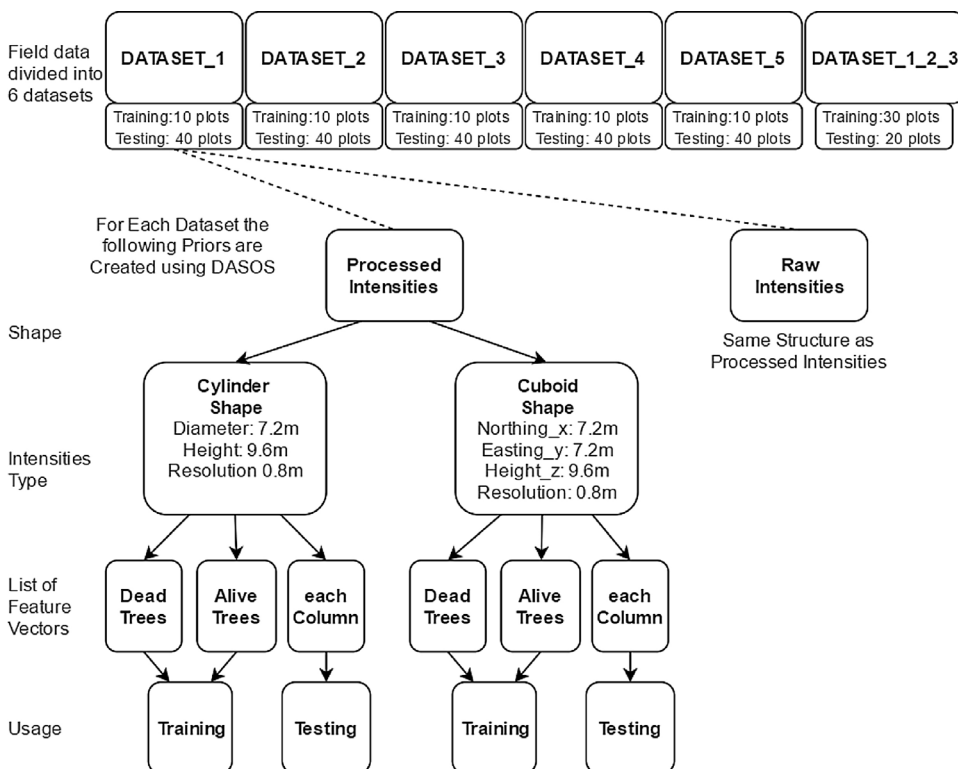 Field data
divided into
6 datasets
DATASET_1
DATASET_2
DATASET_3
DATASET_4
DATASET_5
DATASET_1_2_3
Training:10 plots
Testing: 40 plots
Training:10 plots
Testing: 40 plots
Training:10 plots
Testing: 40 plots
Training:10 plots
Testing: 40 plots
Training:10 plots
Testing: 40 plots
Training:30 plots
Testing: 20 plots
For Each Dataset the
following Priors are
Created using DASOS
Processed
Intensities
Raw
Intensities
Same Structure as
Processed Intensities
Shape
Cylinder
Shape
Diameter: 7.2m
Height: 9.6m
Resolution 0.8m
Cuboid
Shape
Northing_x: 7.2m
Easting_y: 7.2m
Height_z: 9.6m
Resolution: 0.8m
Intensities
Type
List of
Feature
Vectors
Dead
Trees
Alive
Trees
each
Column
Dead
Trees
Alive
Trees
each
Column
Usage
Training
Testing
Training
Testing